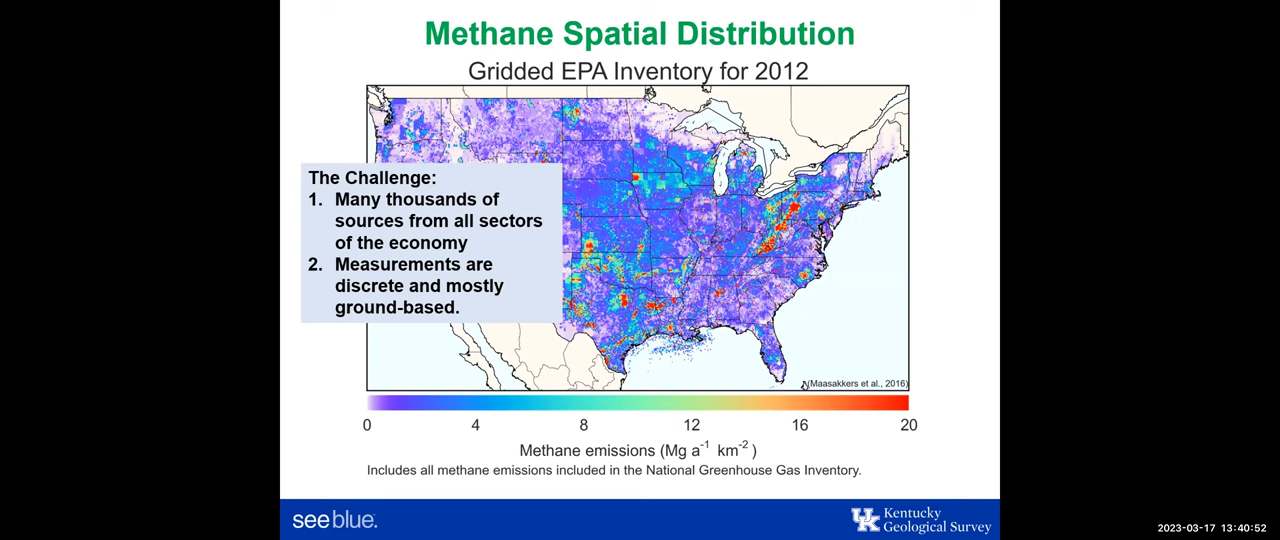 Methane Spatial Distribution
Gridded EPA Inventory for 2012
The Challenge:
1. Many thousands of
sources from all sectors
of the economy
2. Measurements are
discrete and mostly
ground-based.
(Maasakkers et al., 2016)
0 4 8 12 16 20
Methane emissions (Mg a⁻¹ km⁻²)
Includes all methane emissions included in the National Greenhouse Gas Inventory.
seeblue.
UK Kentucky
Geological Survey
2023-03-17 13:40:52